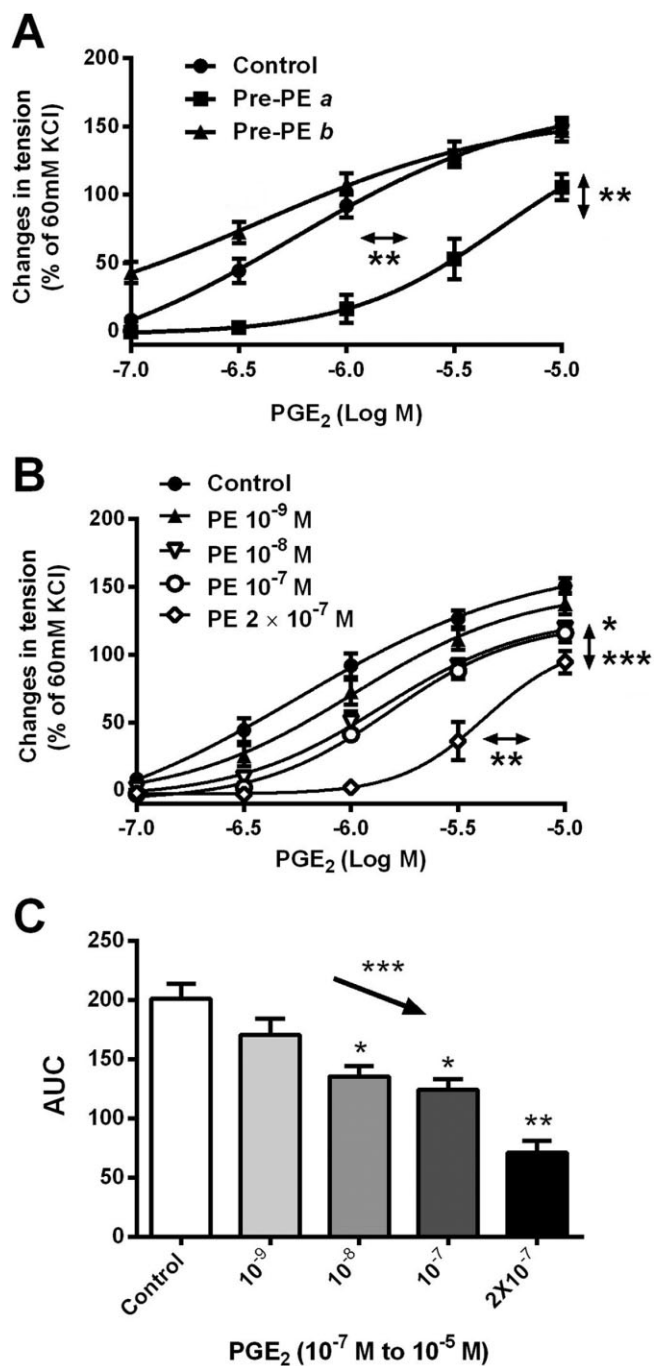 A
Control
Pre-PE a
Pre-PE b
Changes in tension
(% of 60mM KCl)
200
150
100
50
0
**
**
-7.0 -6.5 -6.0 -5.5 -5.0
PGE₂ (Log M)
B
Control
PE 10⁻⁹ M
PE 10⁻⁸ M
PE 10⁻⁷ M
PE 2 × 10⁻⁷ M
Changes in tension
(% of 60mM KCl)
200
150
100
50
0
*
***
**
-7.0 -6.5 -6.0 -5.5 -5.0
PGE₂ (Log M)
C
AUC
250
200
150
100
50
0
***
*
*
**
Control 10⁻⁹ 10⁻⁸ 10⁻⁷ 2X10⁻⁷
PGE₂ (10⁻⁷ M to 10⁻⁵ M)